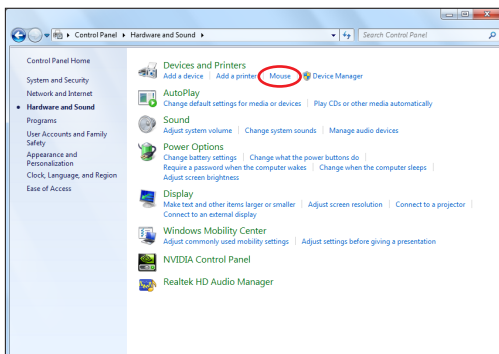 Control Panel ▸ Hardware and Sound ▸
Search Control Panel
Control Panel Home
System and Security
Network and Internet
Hardware and Sound
Programs
User Accounts and Family
Safety
Appearance and
Personalization
Clock, Language, and Region
Ease of Access
Devices and Printers
Add a device | Add a printer | Mouse | Device Manager
AutoPlay
Change default settings for media or devices | Play CDs or other media automatically
Sound
Adjust system volume | Change system sounds | Manage audio devices
Power Options
Change battery settings | Change what the power buttons do |
Require a password when the computer wakes | Change when the computer sleeps |
Adjust screen brightness
Display
Make text and other items larger or smaller | Adjust screen resolution | Connect to a projector |
Connect to an external display
Windows Mobility Center
Adjust commonly used mobility settings | Adjust settings before giving a presentation
NVIDIA Control Panel
Realtek HD Audio Manager